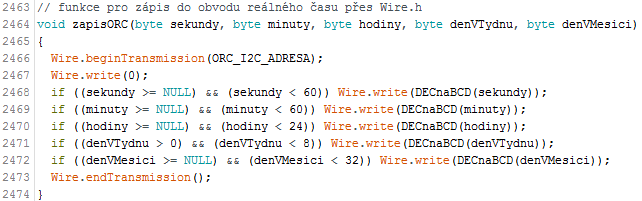 2463 // funkce pro zápis do obvodu reálného času přes Wire.h
2464 void zapisORC(byte sekundy, byte minuty, byte hodiny, byte denVTydnu, byte denVMesici)
2465 {
2466 Wire.beginTransmission(ORC_I2C_ADRESA);
2467 Wire.write(0);
2468 if ((sekundy >= NULL) && (sekundy < 60)) Wire.write(DECnaBCD(sekundy));
2469 if ((minuty >= NULL) && (minuty < 60)) Wire.write(DECnaBCD(minuty));
2470 if ((hodiny >= NULL) && (hodiny < 24)) Wire.write(DECnaBCD(hodiny));
2471 if ((denVTydnu > 0) && (denVTydnu < 8)) Wire.write(DECnaBCD(denVTydnu));
2472 if ((denVMesici >= NULL) && (denVMesici < 32)) Wire.write(DECnaBCD(denVMesici));
2473 Wire.endTransmission();
2474 }